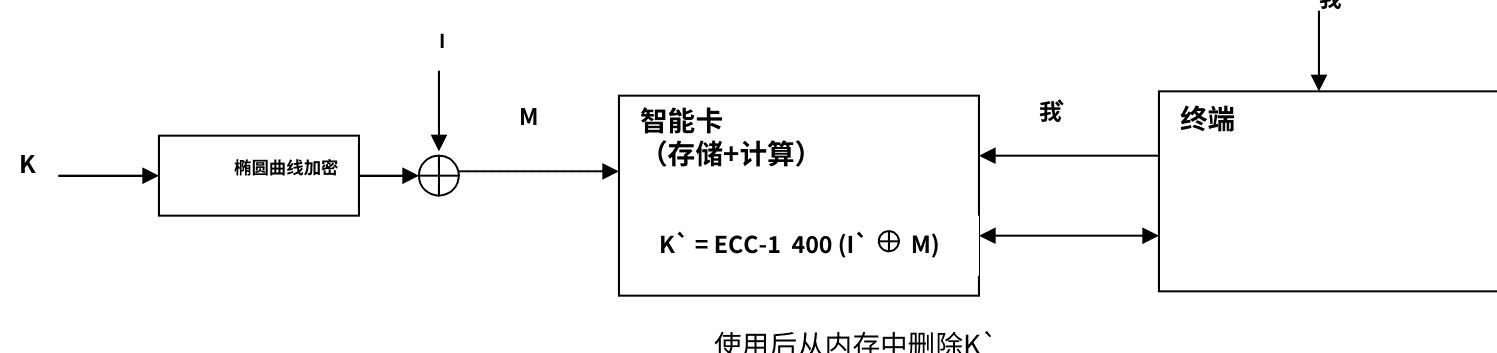 我
I
M
我
K
椭圆曲线加密
智能卡
（存储+计算）
终端
K` = ECC-1 400 (I` ⊕ M)
使用后从内存中删除K`